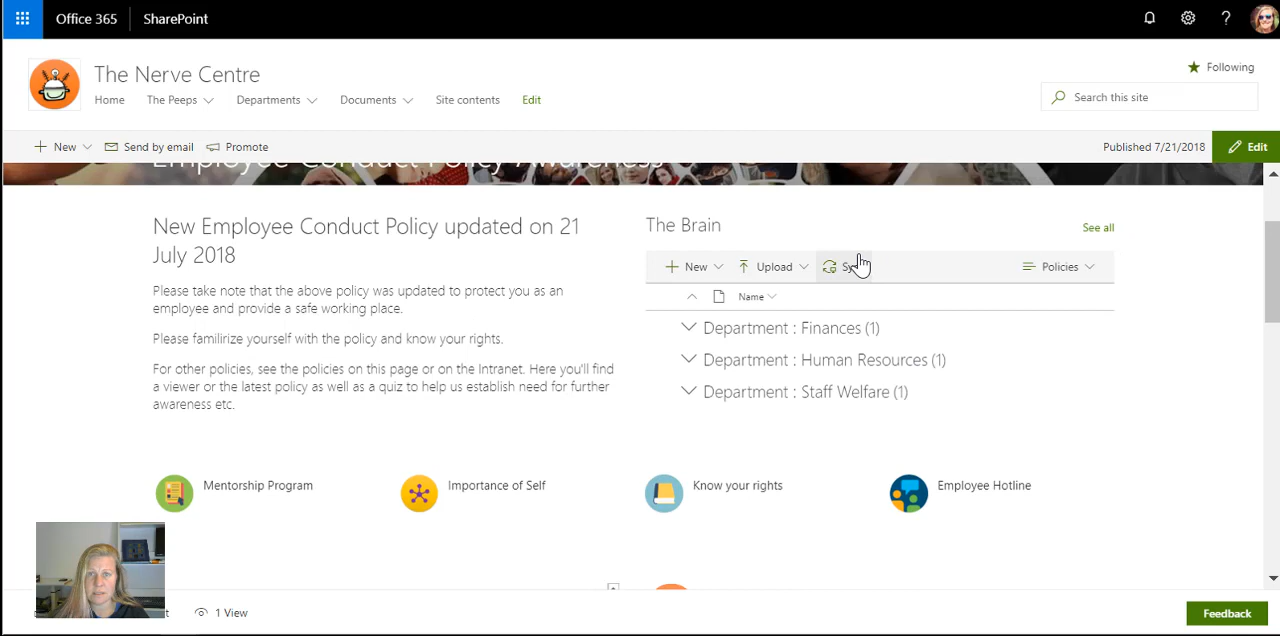 Office 365 SharePoint
The Nerve Centre
Following
Home The Peeps Departments Documents Site contents Edit
Search this site
New Send by email Promote Published 7/21/2018 Edit
Employee Conduct Policy Awareness
New Employee Conduct Policy updated on 21
July 2018
Please take note that the above policy was updated to protect you as an
employee and provide a safe working place.
Please familirize yourself with the policy and know your rights.
For other policies, see the policies on this page or on the Intranet. Here you'll find
a viewer or the latest policy as well as a quiz to help us establish need for further
awareness etc.
The Brain See all
New Upload Policies
Name
Department : Finances (1)
Department : Human Resources (1)
Department : Staff Welfare (1)
Mentorship Program Importance of Self Know your rights Employee Hotline
1 View Feedback